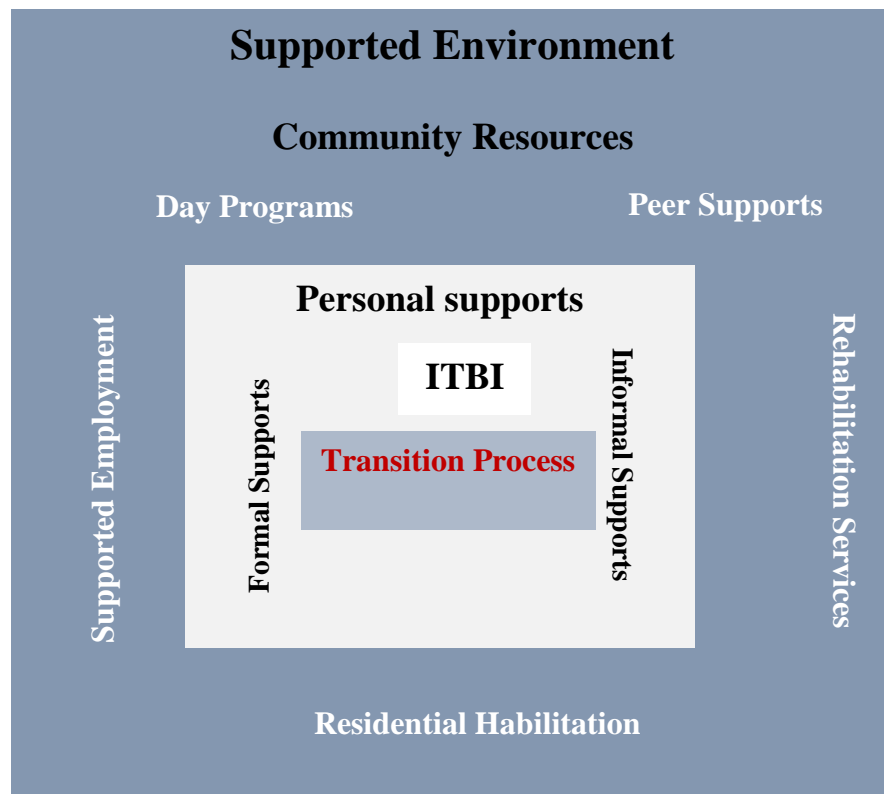 Supported Environment
Community Resources
Day Programs
Peer Supports
Supported Employment
Personal supports
ITBI
Formal Supports
Transition Process
Informal Supports
Rehabilitation Services
Residential Habilitation